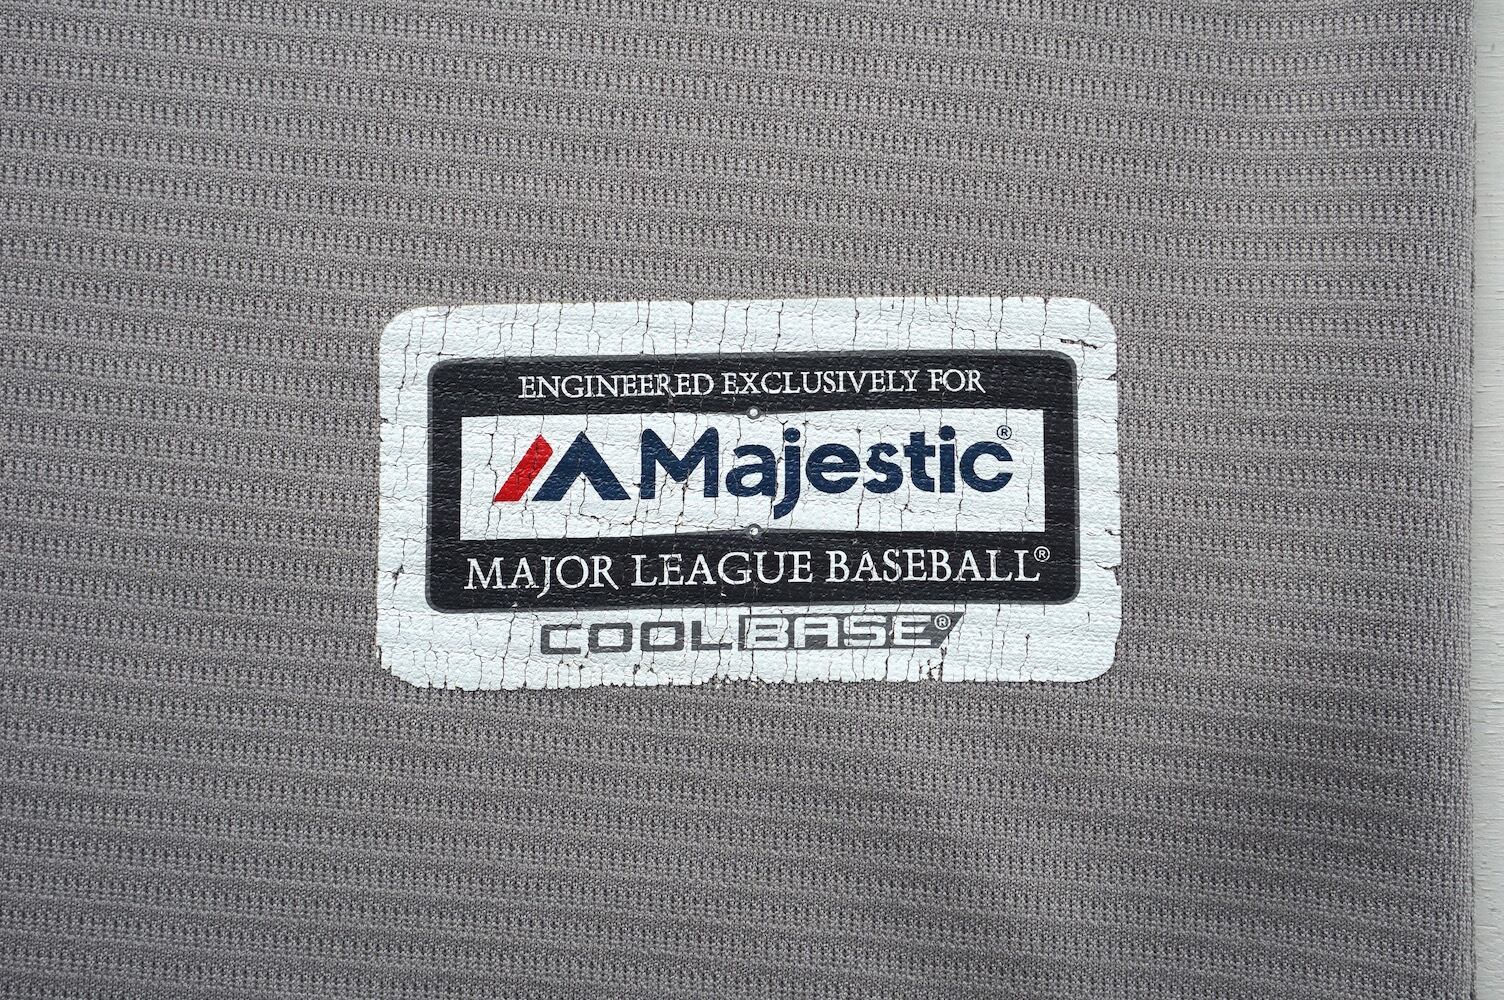 ENGINEERED EXCLUSIVELY FOR
Majestic®
MAJOR LEAGUE BASEBALL®
COOLBASE®